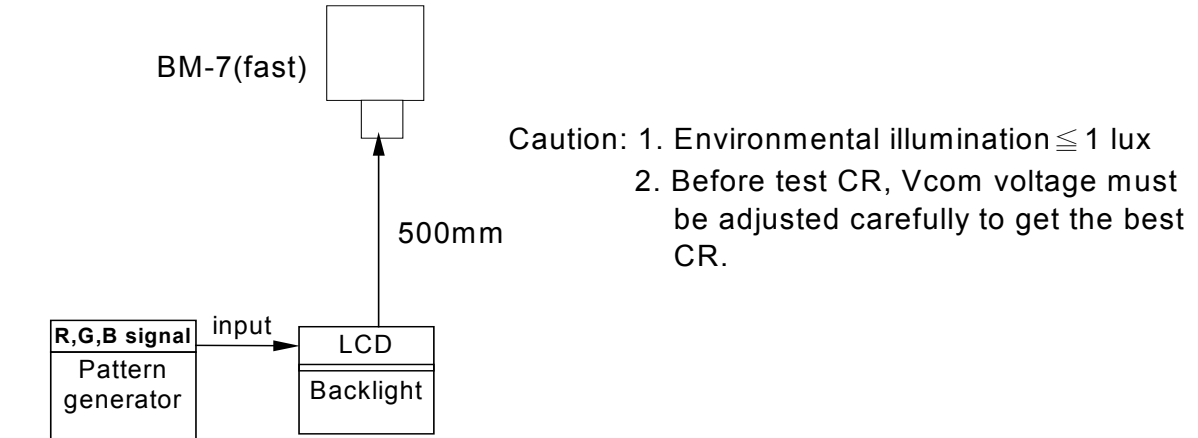 BM-7(fast)
Caution: 1. Environmental illumination≦1 lux
2. Before test CR, Vcom voltage must
be adjusted carefully to get the best
CR.
500mm
R,G,B signal
input
LCD
Pattern
generator
Backlight